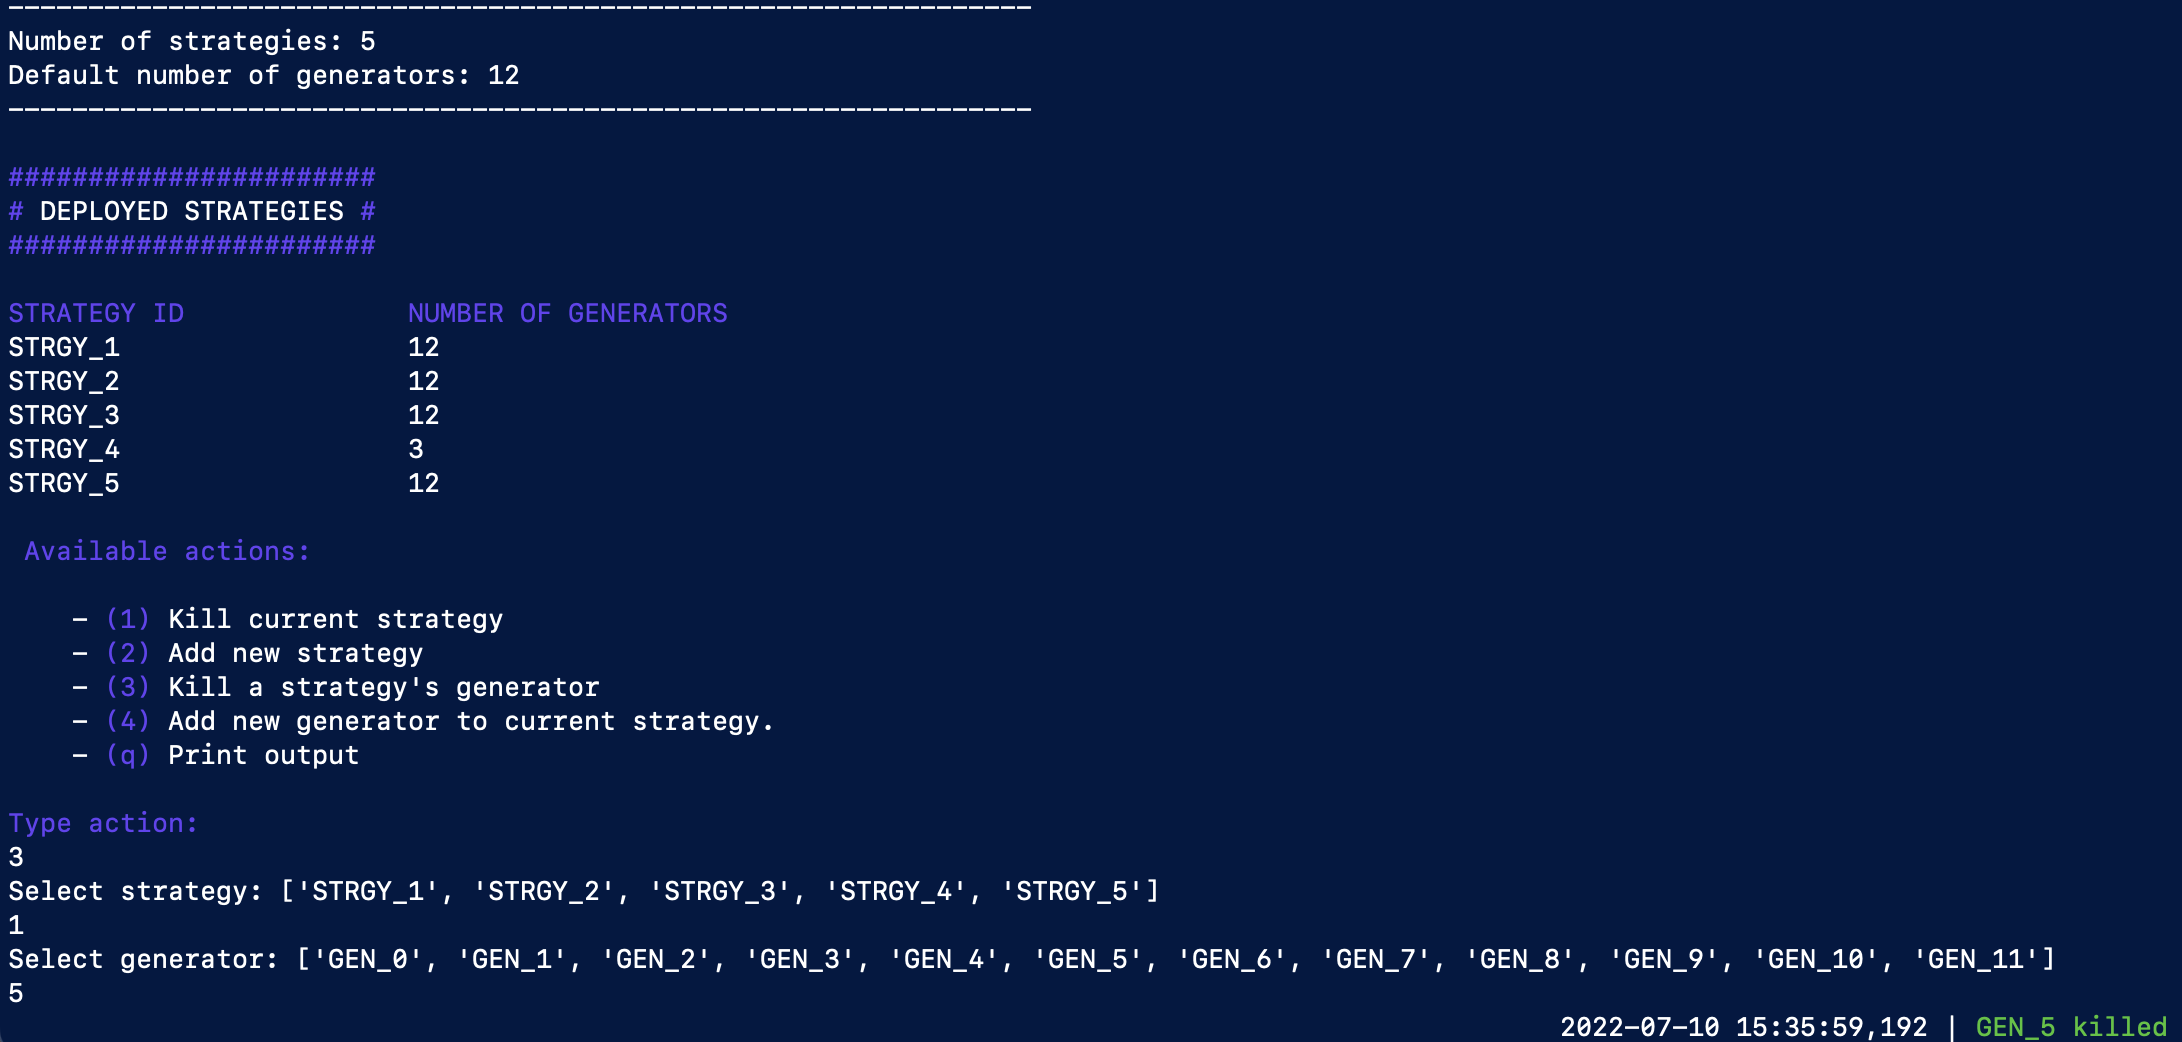 ----------------------------------------------------------------
Number of strategies: 5
Default number of generators: 12
----------------------------------------------------------------
#######################
# DEPLOYED STRATEGIES #
#######################
STRATEGY ID              NUMBER OF GENERATORS
STRGY_1                  12
STRGY_2                  12
STRGY_3                  12
STRGY_4                  3
STRGY_5                  12
Available actions:
- (1) Kill current strategy
- (2) Add new strategy
- (3) Kill a strategy's generator
- (4) Add new generator to current strategy.
- (q) Print output
Type action:
3
Select strategy: ['STRGY_1', 'STRGY_2', 'STRGY_3', 'STRGY_4', 'STRGY_5']
1
Select generator: ['GEN_0', 'GEN_1', 'GEN_2', 'GEN_3', 'GEN_4', 'GEN_5', 'GEN_6', 'GEN_7', 'GEN_8', 'GEN_9', 'GEN_10', 'GEN_11']
5
2022-07-10 15:35:59,192 | GEN_5 killed